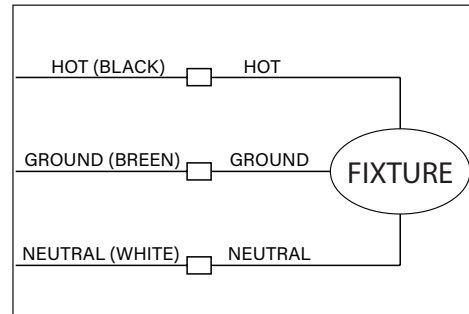 HOT (BLACK) HOT
GROUND (BREEN) GROUND
FIXTURE
NEUTRAL (WHITE) NEUTRAL